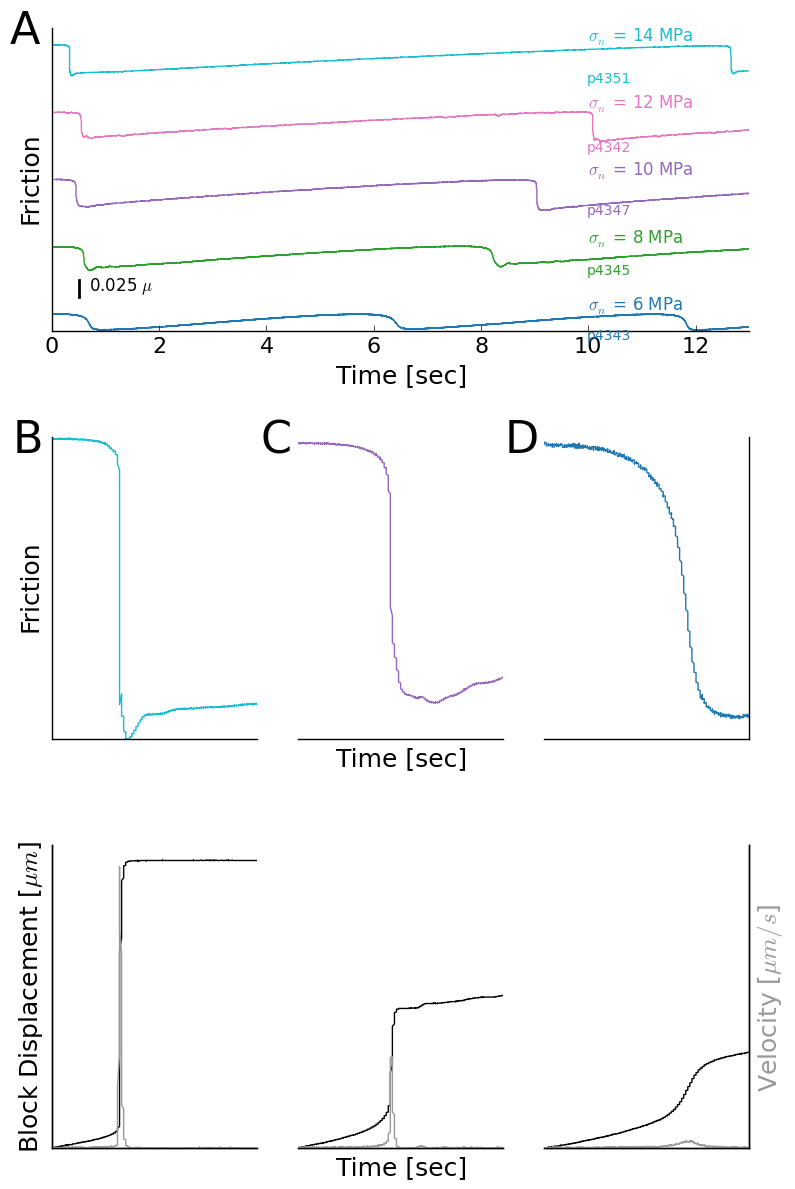 A
σn = 14 MPa
p4351
σn = 12 MPa
p4342
σn = 10 MPa
p4347
σn = 8 MPa
p4345
0.025 μ
σn = 6 MPa
p4343
Friction
0 2 4 6 8 10 12
Time [sec]
B C D
Friction
Time [sec]
Block Displacement [μm]
Velocity [μm/s]
Time [sec]